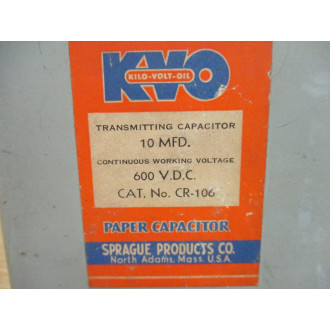 KVO
KILO-VOLT-OIL
TRANSMITTING CAPACITOR
10 MFD.
CONTINUOUS WORKING VOLTAGE
600 V.D.C.
CAT. No. CR-106
PAPER CAPACITOR
SPRAGUE PRODUCTS CO.
North Adams, Mass. U.S.A.